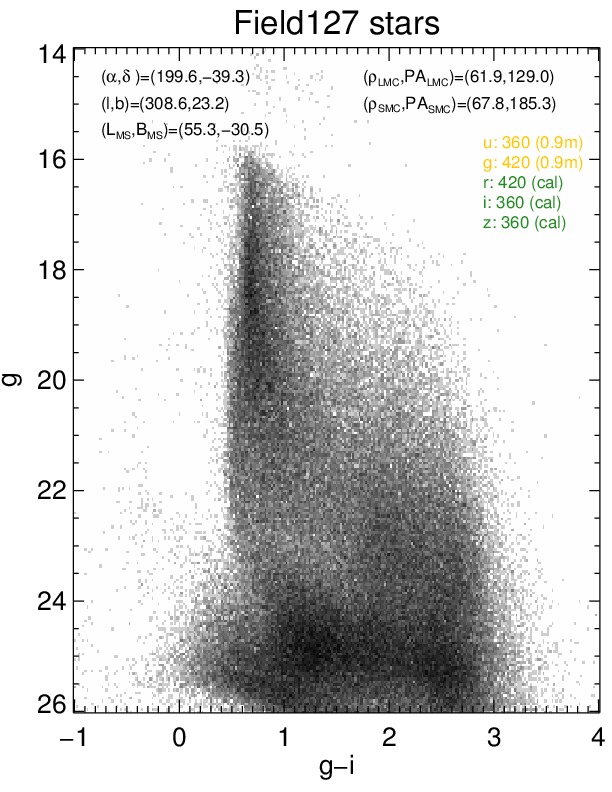 Field127 stars
(α,δ )=(199.6,−39.3)
(ρLMC,PALMC)=(61.9,129.0)
(l,b)=(308.6,23.2)
(ρSMC,PASMC)=(67.8,185.3)
(LMS,BMS)=(55.3,−30.5)
u: 360 (0.9m)
g: 420 (0.9m)
r: 420 (cal)
i: 360 (cal)
z: 360 (cal)
14
16
18
20
22
24
26
g
−1 0 1 2 3 4
g−i